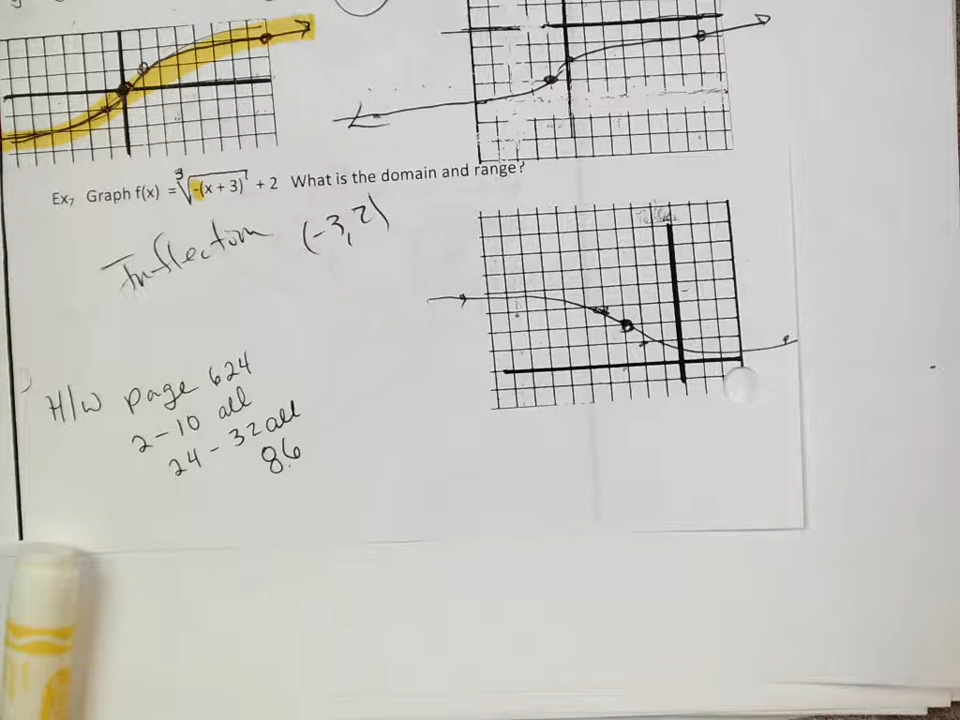 Ex7 Graph f(x) = ³√-(x + 3) + 2 What is the domain and range?
Inflection (-3, 2)
H/W page 624
2-10 all
24 - 32 all
86